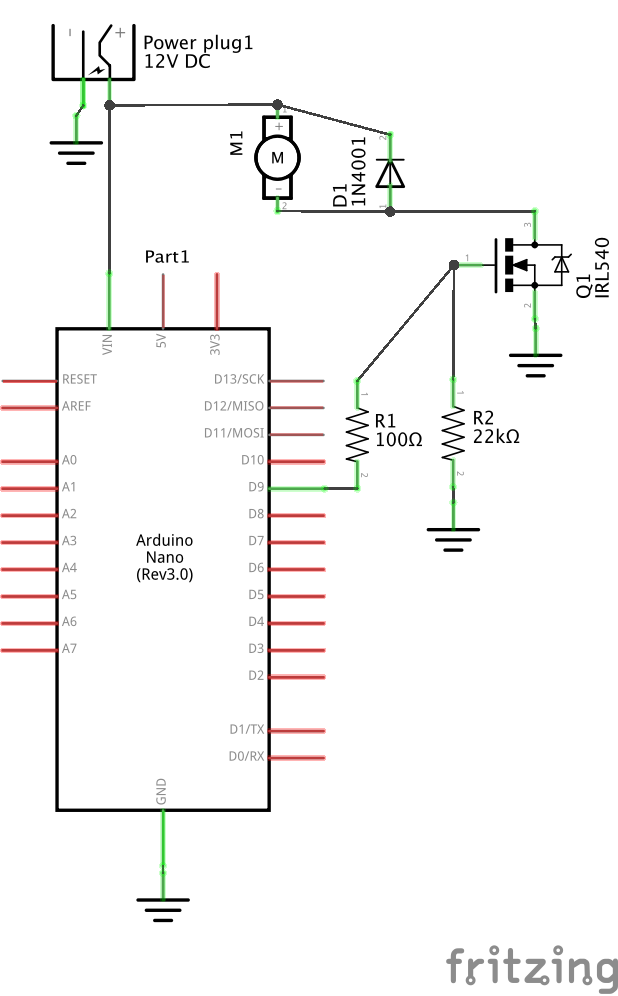 - +
Power plug1
12V DC
1
+
M1
M
-
2
2
D1
1N4001
1
3
1
Q1
IRL540
2
Part1
VIN
5V
3V3
RESET
AREF
A0
A1
A2
A3
A4
A5
A6
A7
D13/SCK
D12/MISO
D11/MOSI
D10
D9
D8
D7
D6
D5
D4
D3
D2
D1/TX
D0/RX
Arduino
Nano
(Rev3.0)
GND
1
R1
100Ω
2
1
R2
22kΩ
2
fritzing